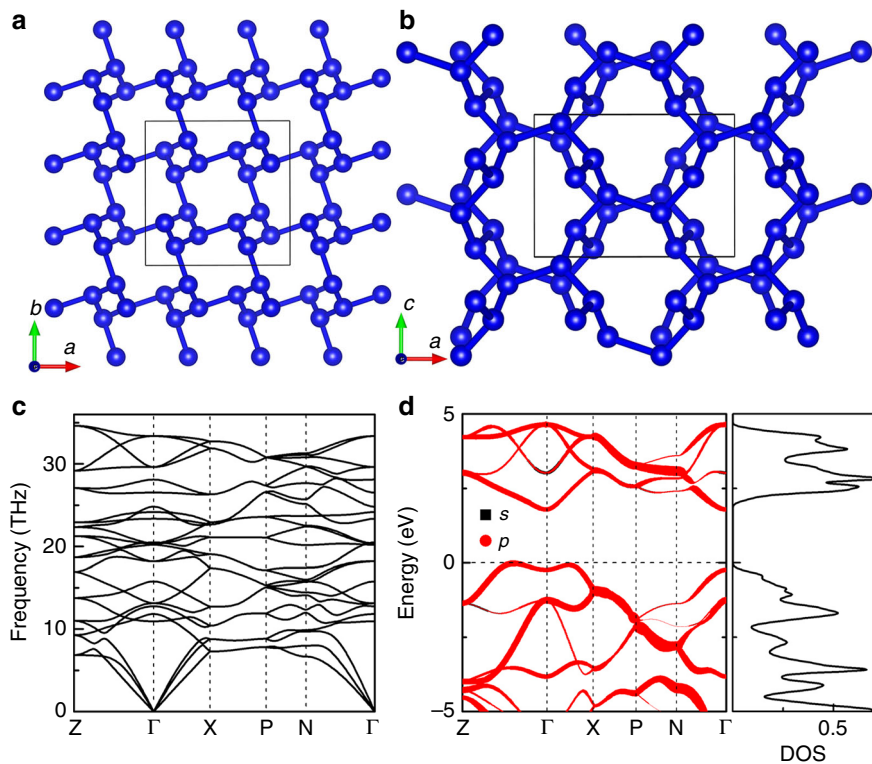 a
b
b
a
c
a
c
Frequency (THz)
30
20
10
0
Z
Γ
X
P
N
Γ
d
Energy (eV)
5
0
–5
s
p
Z
Γ
X
P
N
Γ
0.5
DOS